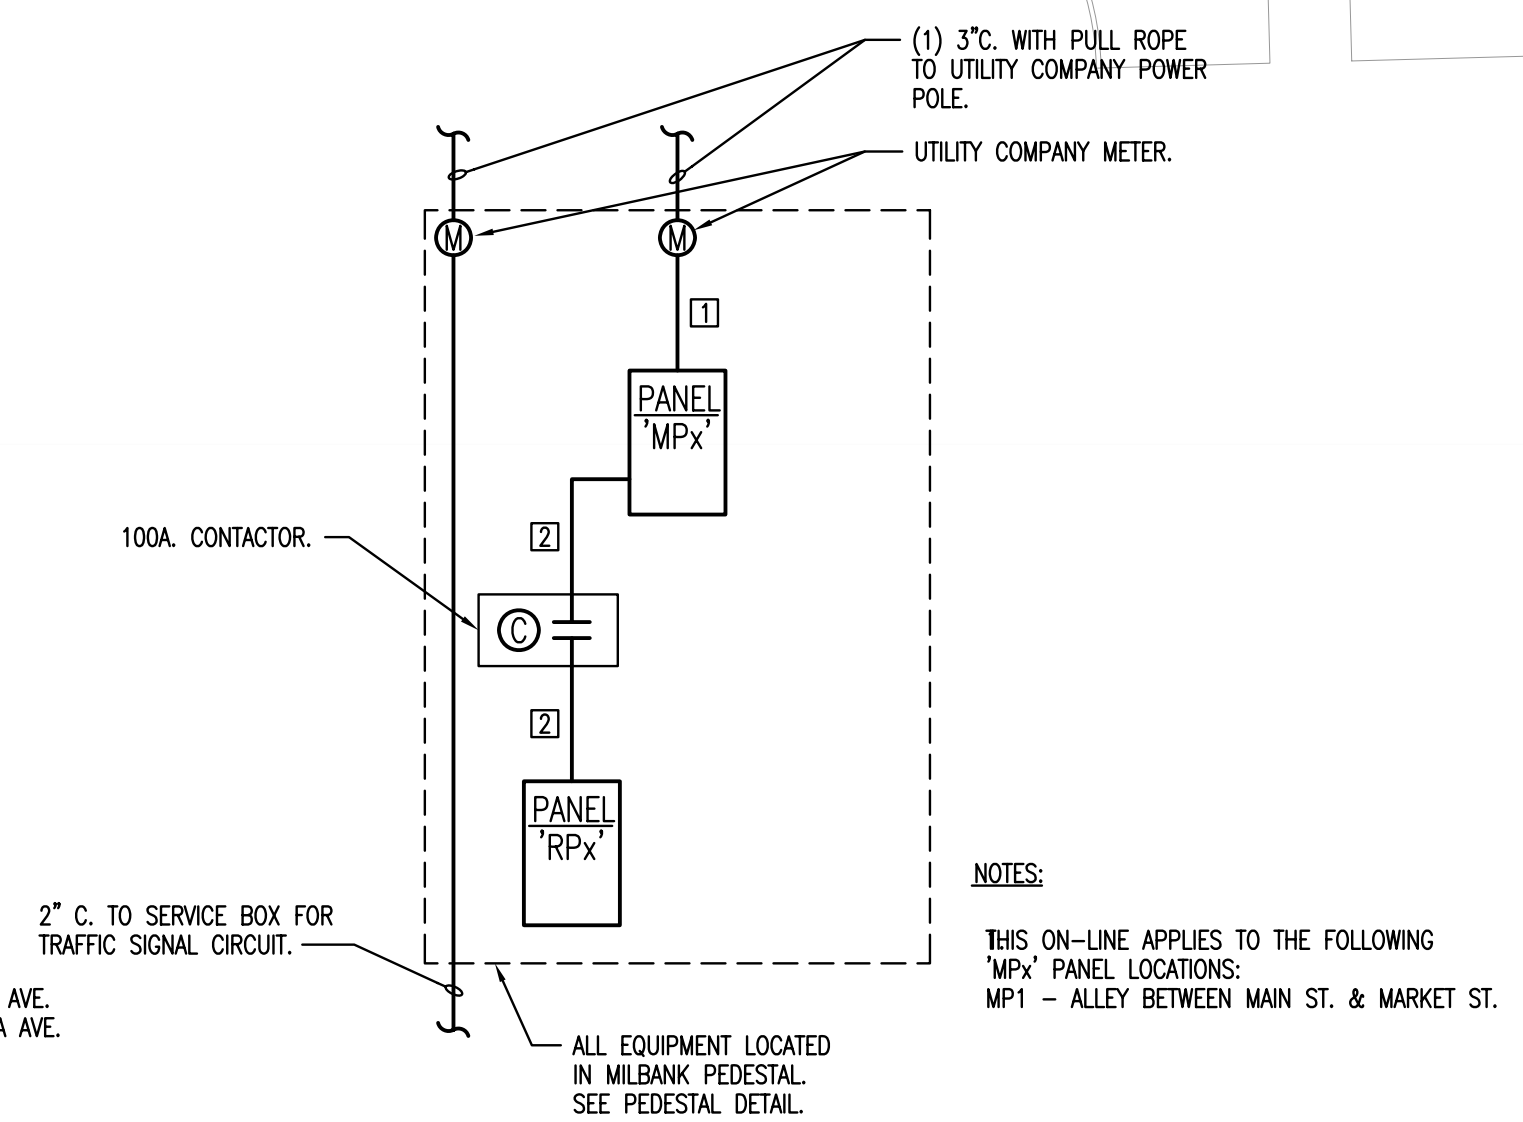 (1) 3"C. WITH PULL ROPE
TO UTILITY COMPANY POWER
POLE.
UTILITY COMPANY METER.
M
M
1
PANEL
'MPx'
2
100A. CONTACTOR.
C
2
PANEL
'RPx'
2" C. TO SERVICE BOX FOR
TRAFFIC SIGNAL CIRCUIT.
AVE.
A AVE.
ALL EQUIPMENT LOCATED
IN MILBANK PEDESTAL.
SEE PEDESTAL DETAIL.
NOTES:
THIS ON-LINE APPLIES TO THE FOLLOWING
'MPx' PANEL LOCATIONS:
MP1 - ALLEY BETWEEN MAIN ST. & MARKET ST.